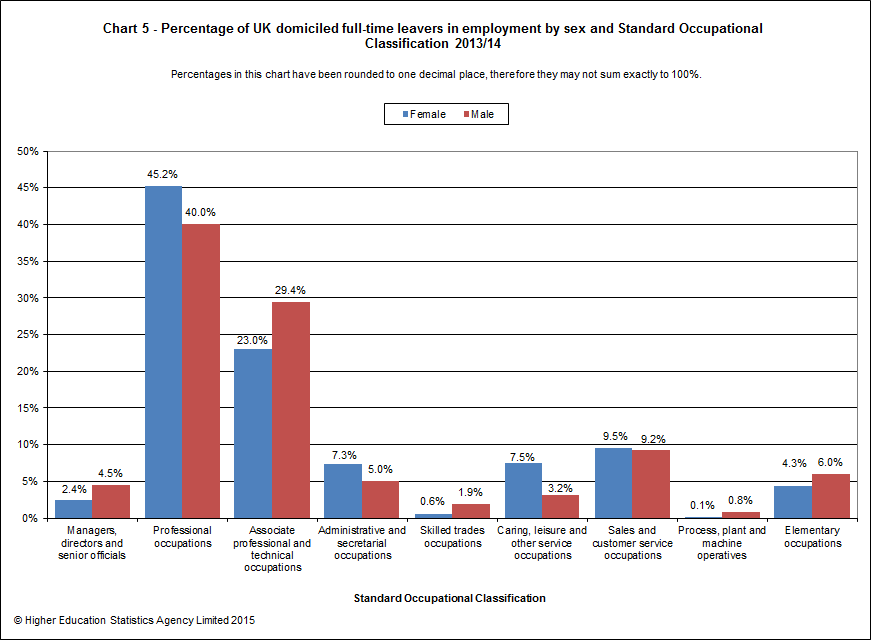 Chart 5 - Percentage of UK domiciled full-time leavers in employment by sex and Standard Occupational
Classification 2013/14
Percentages in this chart have been rounded to one decimal place, therefore they may not sum exactly to 100%.
Female Male
50%
45%
40%
35%
30%
25%
20%
15%
10%
5%
0%
2.4% 4.5%
45.2% 40.0%
23.0% 29.4%
7.3% 5.0%
0.6% 1.9%
7.5% 3.2%
9.5% 9.2%
0.1% 0.8%
4.3% 6.0%
Managers,
directors and
senior officials
Professional
occupations
Associate
professional and
technical
occupations
Administrative and
secretarial
occupations
Skilled trades
occupations
Caring, leisure and
other service
occupations
Sales and
customer service
occupations
Process, plant and
machine
operatives
Elementary
occupations
Standard Occupational Classification
© Higher Education Statistics Agency Limited 2015